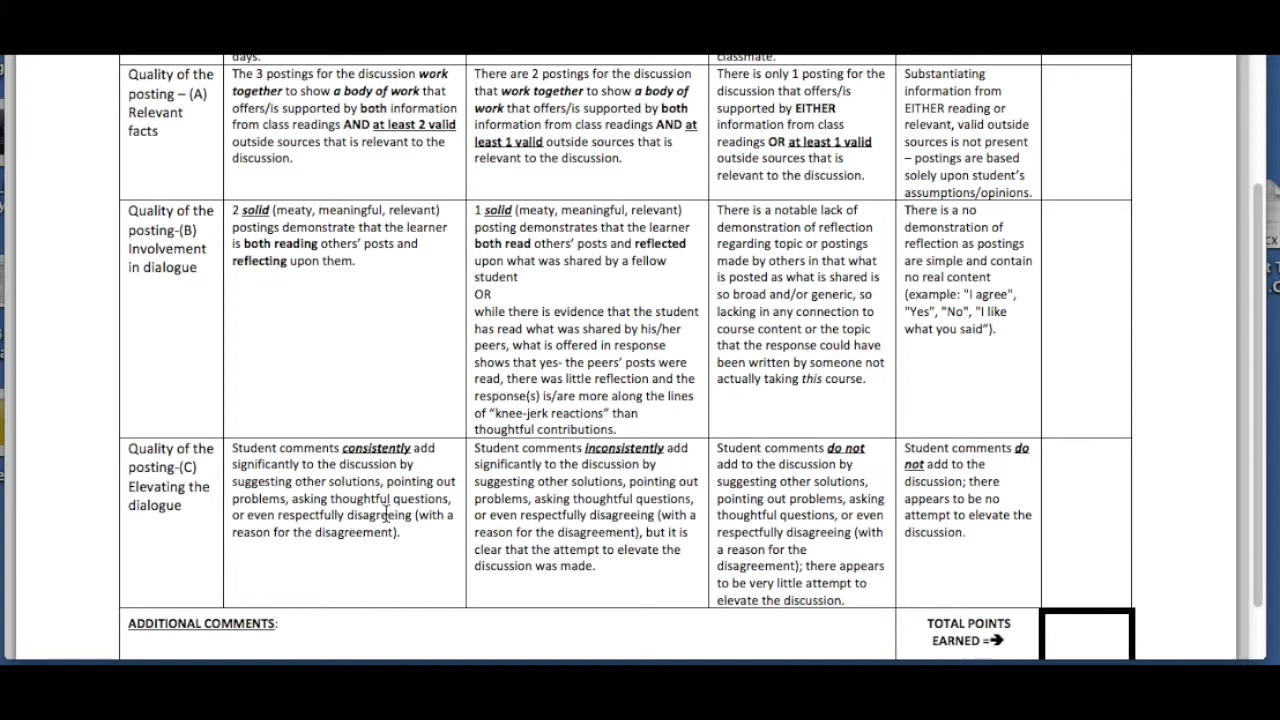 days.
classmate.
Quality of the
posting – (A)
Relevant
facts
The 3 postings for the discussion work
together to show a body of work that
offers/is supported by both information
from class readings AND at least 2 valid
outside sources that is relevant to the
discussion.
There are 2 postings for the discussion
that work together to show a body of
work that offers/is supported by both
information from class readings AND at
least 1 valid outside sources that is
relevant to the discussion.
There is only 1 posting for the
discussion that offers/is
supported by EITHER
information from class
readings OR at least 1 valid
outside sources that is
relevant to the discussion.
Substantiating
information from
EITHER reading or
relevant, valid outside
sources is not present
– postings are based
solely upon student's
assumptions/opinions.
Quality of the
posting-(B)
Involvement
in dialogue
2 solid (meaty, meaningful, relevant)
postings demonstrate that the learner
is both reading others' posts and
reflecting upon them.
1 solid (meaty, meaningful, relevant)
posting demonstrates that the learner
both read others' posts and reflected
upon what was shared by a fellow
student
OR
while there is evidence that the student
has read what was shared by his/her
peers, what is offered in response
shows that yes- the peers' posts were
read, there was little reflection and the
response(s) is/are more along the lines
of "knee-jerk reactions" than
thoughtful contributions.
There is a notable lack of
demonstration of reflection
regarding topic or postings
made by others in that what
is posted as what is shared is
so broad and/or generic, so
lacking in any connection to
course content or the topic
that the response could have
been written by someone not
actually taking this course.
There is a no
demonstration of
reflection as postings
are simple and contain
no real content
(example: "I agree",
"Yes", "No", "I like
what you said").
Quality of the
posting-(C)
Elevating the
dialogue
Student comments consistently add
significantly to the discussion by
suggesting other solutions, pointing out
problems, asking thoughtful questions,
or even respectfully disagreeing (with a
reason for the disagreement).
Student comments inconsistently add
significantly to the discussion by
suggesting other solutions, pointing out
problems, asking thoughtful questions,
or even respectfully disagreeing (with a
reason for the disagreement), but it is
clear that the attempt to elevate the
discussion was made.
Student comments do not
add to the discussion by
suggesting other solutions,
pointing out problems, asking
thoughtful questions, or even
respectfully disagreeing (with
a reason for the
disagreement); there appears
to be very little attempt to
elevate the discussion.
Student comments do
not add to the
discussion; there
appears to be no
attempt to elevate the
discussion.
ADDITIONAL COMMENTS:
TOTAL POINTS
EARNED =➔